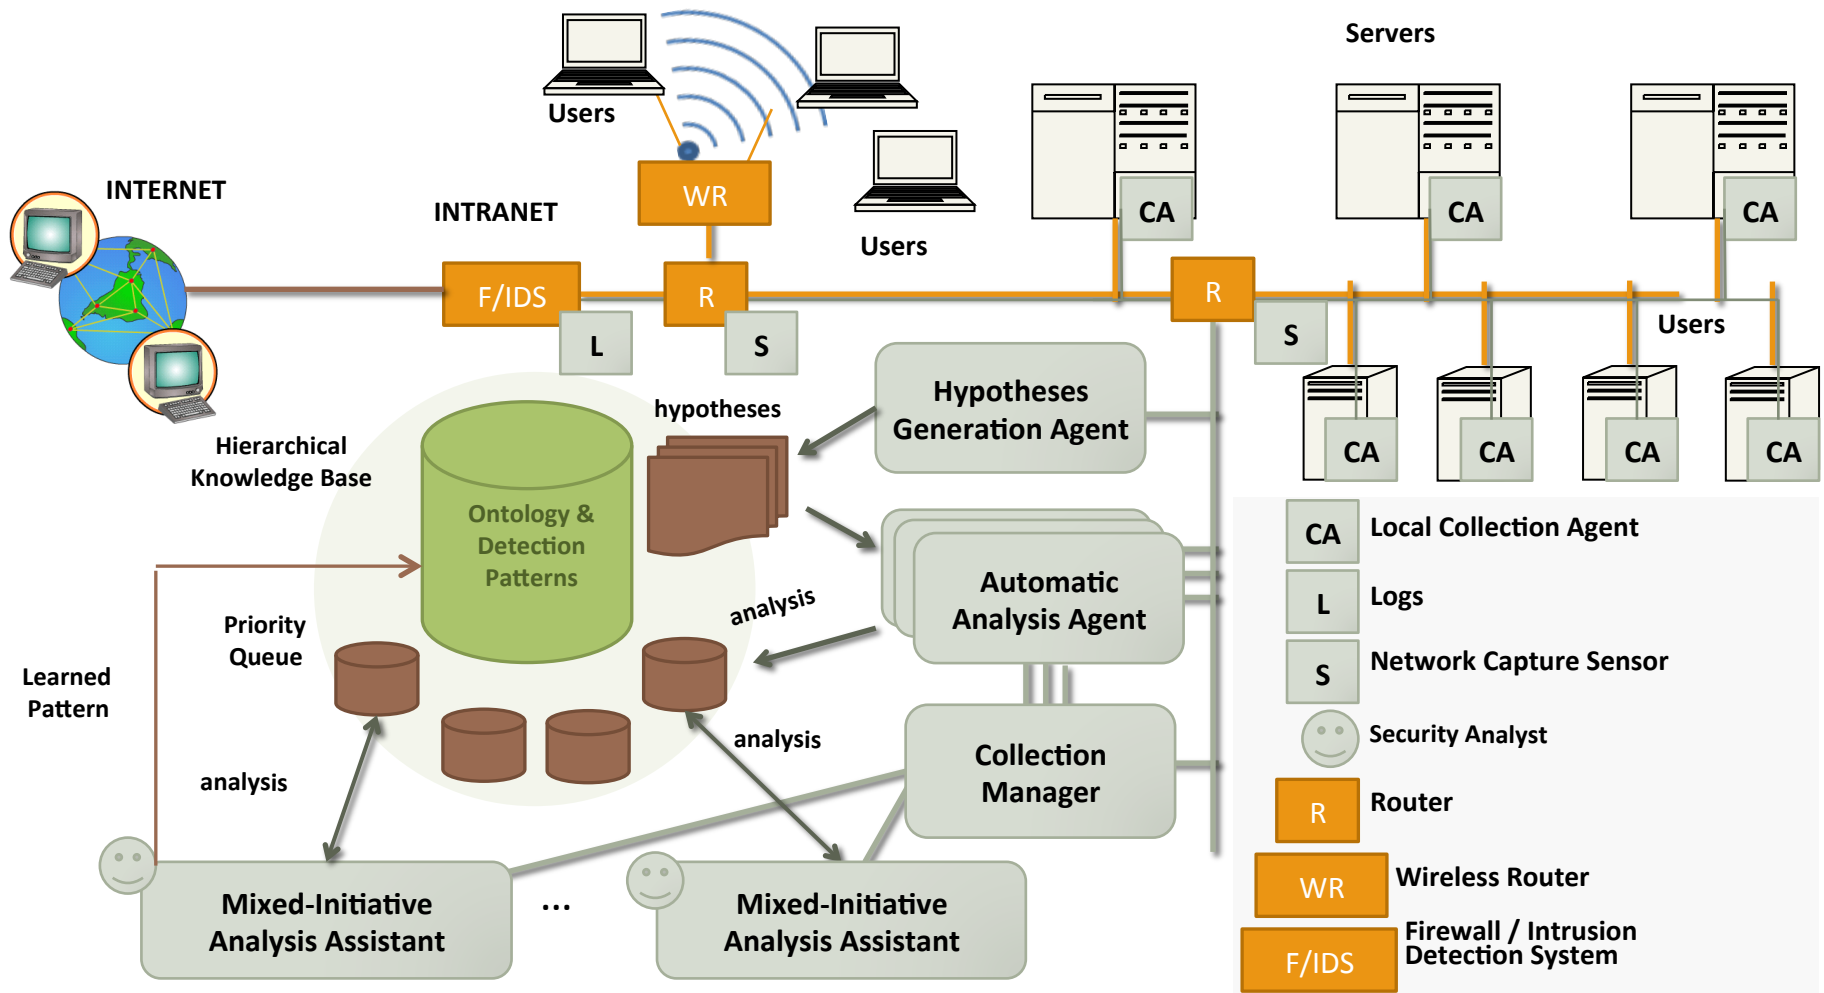 Servers
Users
INTERNET
WR
INTRANET
CA
CA
CA
Users
F/IDS
R
R
L
S
S
Users
Hypotheses
Generation Agent
hypotheses
Hierarchical
Knowledge Base
CA
CA
CA
CA
Ontology &
Detection
Patterns
Automatic
Analysis Agent
analysis
Priority
Queue
Learned
Pattern
analysis
analysis
Collection
Manager
Mixed-Initiative
Analysis Assistant
...
Mixed-Initiative
Analysis Assistant
CA
Local Collection Agent
L
Logs
S
Network Capture Sensor
Security Analyst
R
Router
WR
Wireless Router
F/IDS
Firewall / Intrusion
Detection System